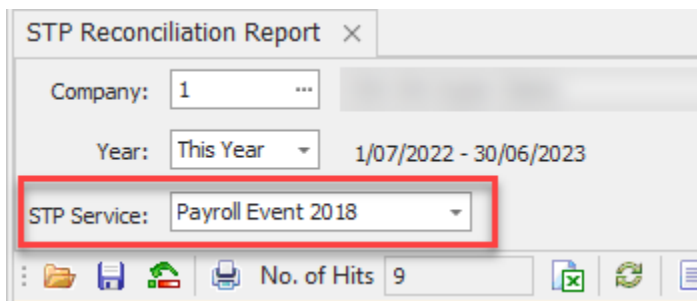 STP Reconciliation Report
Company: 1 ...
Year: This Year 1/07/2022 - 30/06/2023
STP Service: Payroll Event 2018
No. of Hits 9